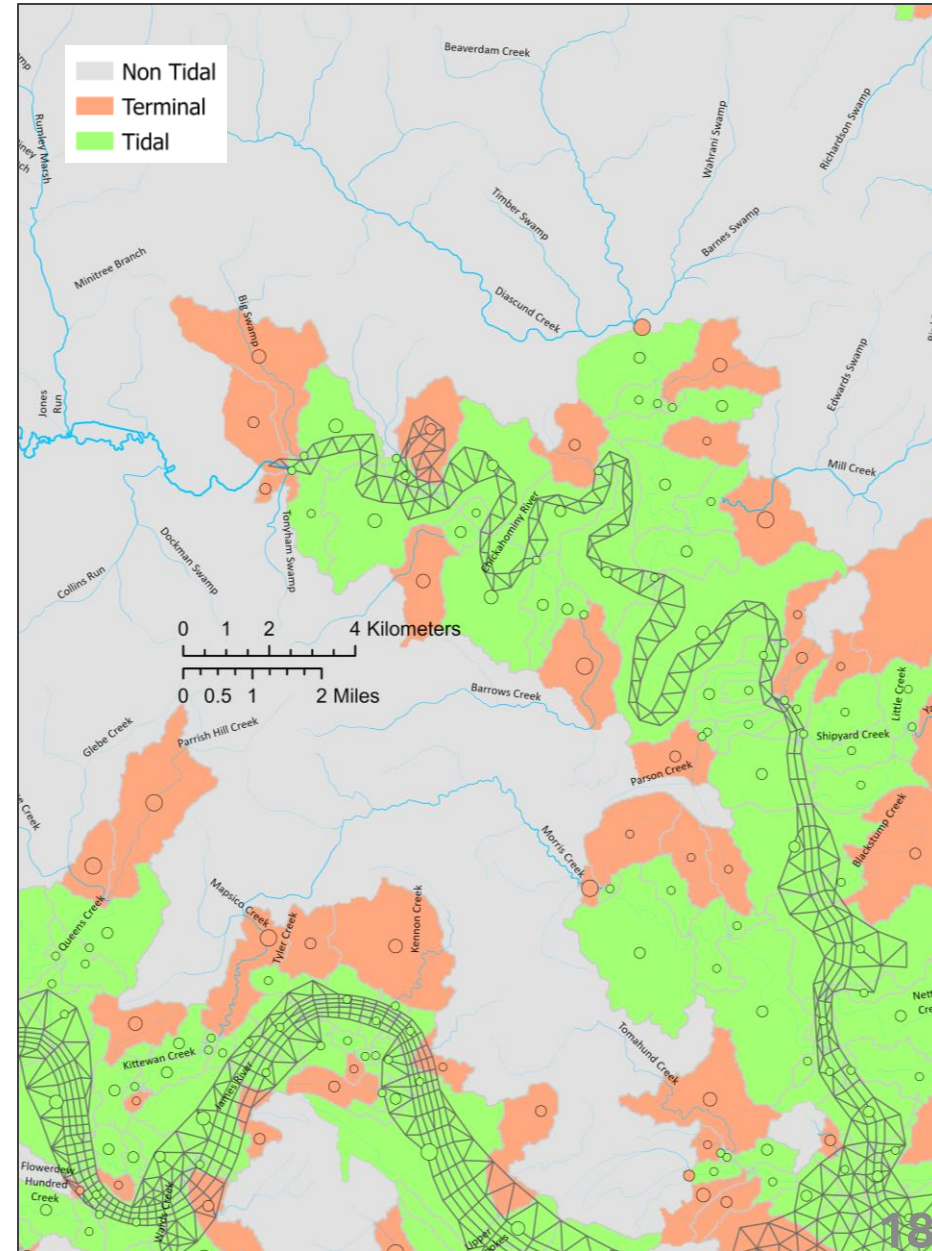 Non Tidal
Terminal
Tidal
Beaverdam Creek
Rumley Marsh
Wahrani Swamp
Richardson Swamp
Timber Swamp
Barnes Swamp
Minitree Branch
Diascund Creek
Big Swamp
Edwards Swamp
Jones
Run
Mill Creek
Chickahominy River
Tonyham Swamp
Dockman Swamp
Collins Run
0 1 2 4 Kilometers
0 0.5 1 2 Miles
Barrows Creek
Little Creek
Glebe Creek
Parrish Hill Creek
Shipyard Creek
Parson Creek
Blackstump Creek
Morris Creek
Mapsico Creek
Kennon Creek
Queens Creek
Tyler Creek
Tomahund Creek
Kittewan Creek
James River
Flowerdew
Hundred
Creek
Wards Creek
Upper
18